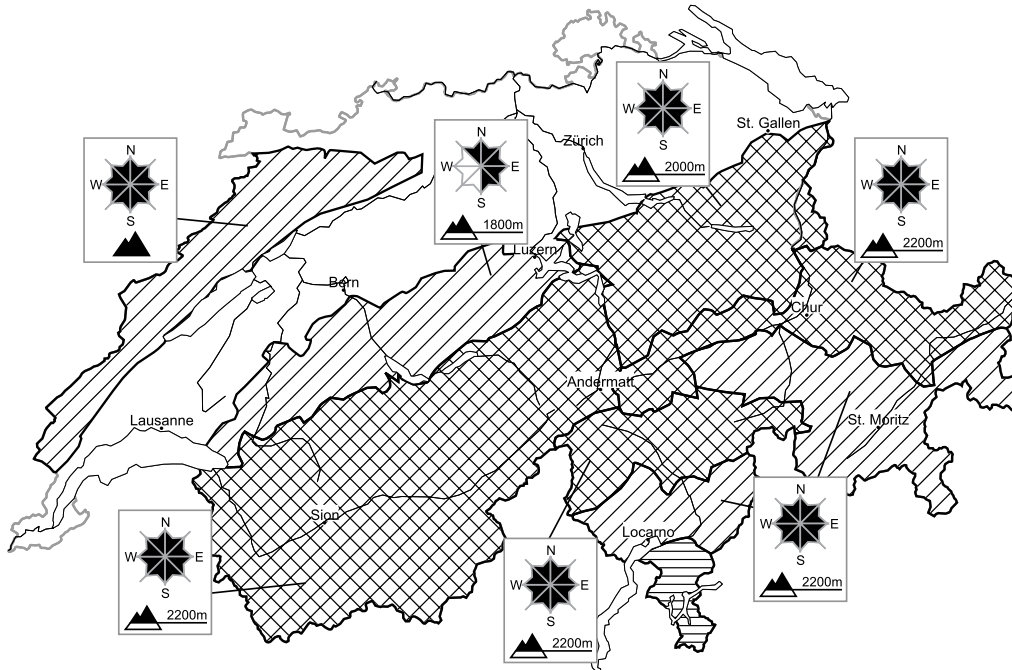 N
W E
S
2000m
St. Gallen
Zürich
N
W E
S
1800m
N
W E
S
N
W E
S
2200m
Luzern
Bern
Chur
Andermatt
Lausanne
St. Moritz
Sion
Locarno
N
W E
S
2200m
N
W E
S
2200m
N
W E
S
2200m